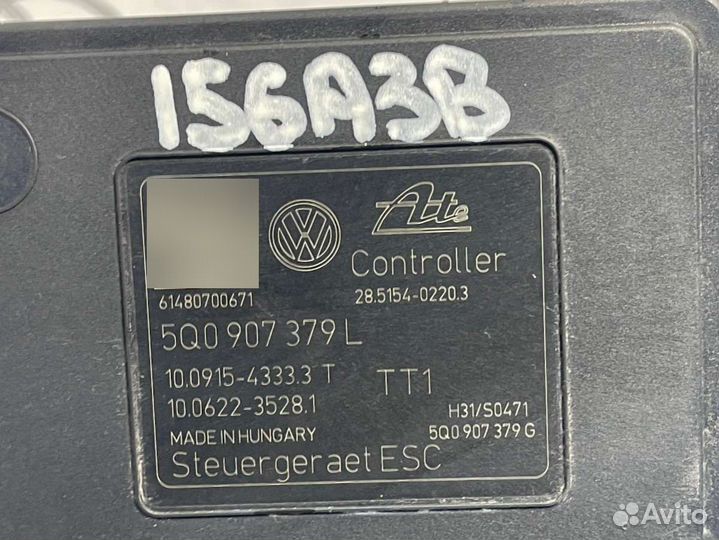 156A3B
Ate
Controller
61480700671
28.5154-0220.3
5Q0 907 379 L
10.0915-4333.3 T
TT1
10.0622-3528.1
H31/S0471
MADE IN HUNGARY
5Q0 907 379 G
Steuergeraet ESC
Avito